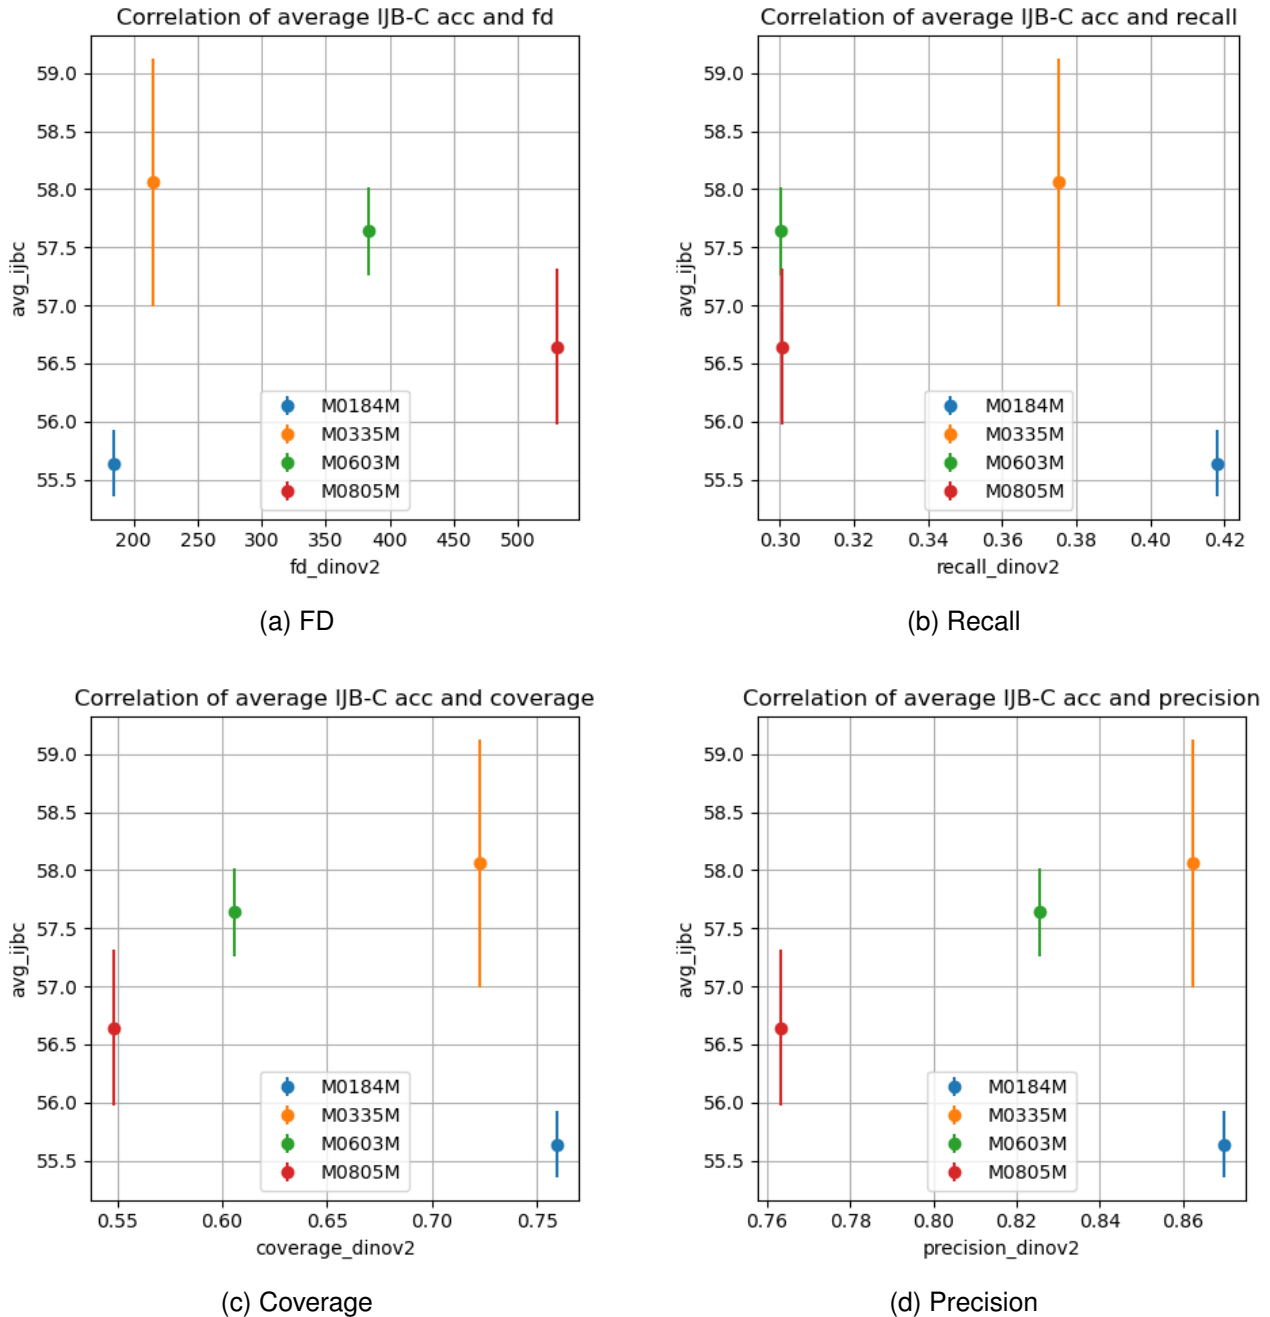 Correlation of average IJB-C acc and fd
59.0
58.5
58.0
57.5
57.0
56.5
56.0
55.5
avg_ijbc
M0184M
M0335M
M0603M
M0805M
200 250 300 350 400 450 500
fd_dinov2
(a) FD
Correlation of average IJB-C acc and recall
59.0
58.5
58.0
57.5
57.0
56.5
56.0
55.5
avg_ijbc
M0184M
M0335M
M0603M
M0805M
0.30 0.32 0.34 0.36 0.38 0.40 0.42
recall_dinov2
(b) Recall
Correlation of average IJB-C acc and coverage
59.0
58.5
58.0
57.5
57.0
56.5
56.0
55.5
avg_ijbc
M0184M
M0335M
M0603M
M0805M
0.55 0.60 0.65 0.70 0.75
coverage_dinov2
(c) Coverage
Correlation of average IJB-C acc and precision
59.0
58.5
58.0
57.5
57.0
56.5
56.0
55.5
avg_ijbc
M0184M
M0335M
M0603M
M0805M
0.76 0.78 0.80 0.82 0.84 0.86
precision_dinov2
(d) Precision